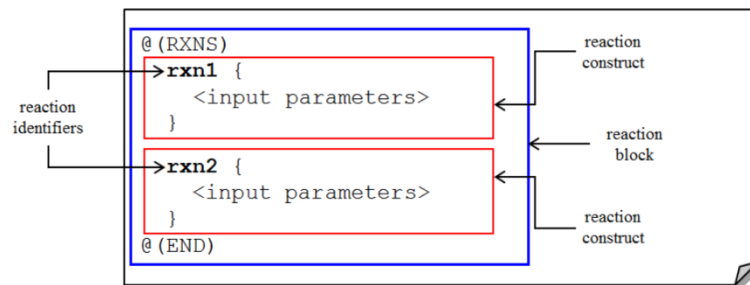 @(RXNS)
rxn1 {
<input parameters>
}
rxn2 {
<input parameters>
}
@(END)
reaction
identifiers
reaction
construct
reaction
block
reaction
construct